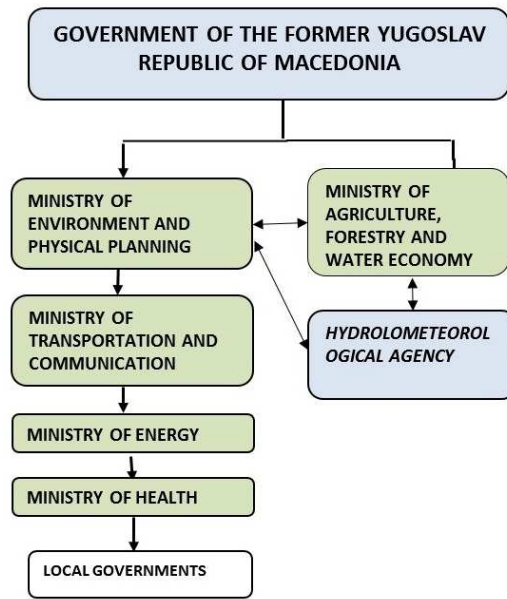 GOVERNMENT OF THE FORMER YUGOSLAV
REPUBLIC OF MACEDONIA
MINISTRY OF
ENVIRONMENT AND
PHYSICAL PLANNING
MINISTRY OF
AGRICULTURE,
FORESTRY AND
WATER ECONOMY
MINISTRY OF
TRANSPORTATION AND
COMMUNICATION
HYDROLOMETEOROL
OGICAL AGENCY
MINISTRY OF ENERGY
MINISTRY OF HEALTH
LOCAL GOVERNMENTS